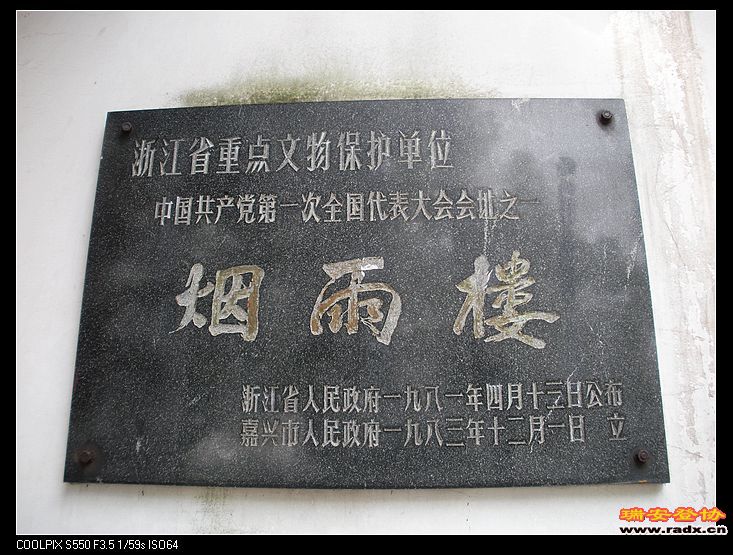 浙江省重点文物保护单位
中国共产党第一次全国代表大会会址之一
烟雨楼
浙江省人民政府一九八一年四月十三日公布
嘉兴市人民政府一九八三年十二月一日 立
瑞安登协
www.radx.cn
COOLPIX S550 F3.5 1/59s ISO64